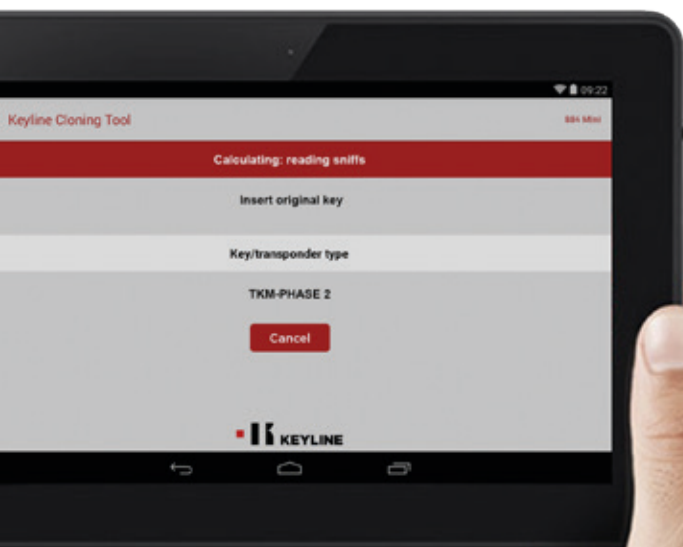 09:22
Keyline Cloning Tool
884 Mini
Calculating: reading sniffs
Insert original key
Key/transponder type
TKM-PHASE 2
Cancel
KEYLINE